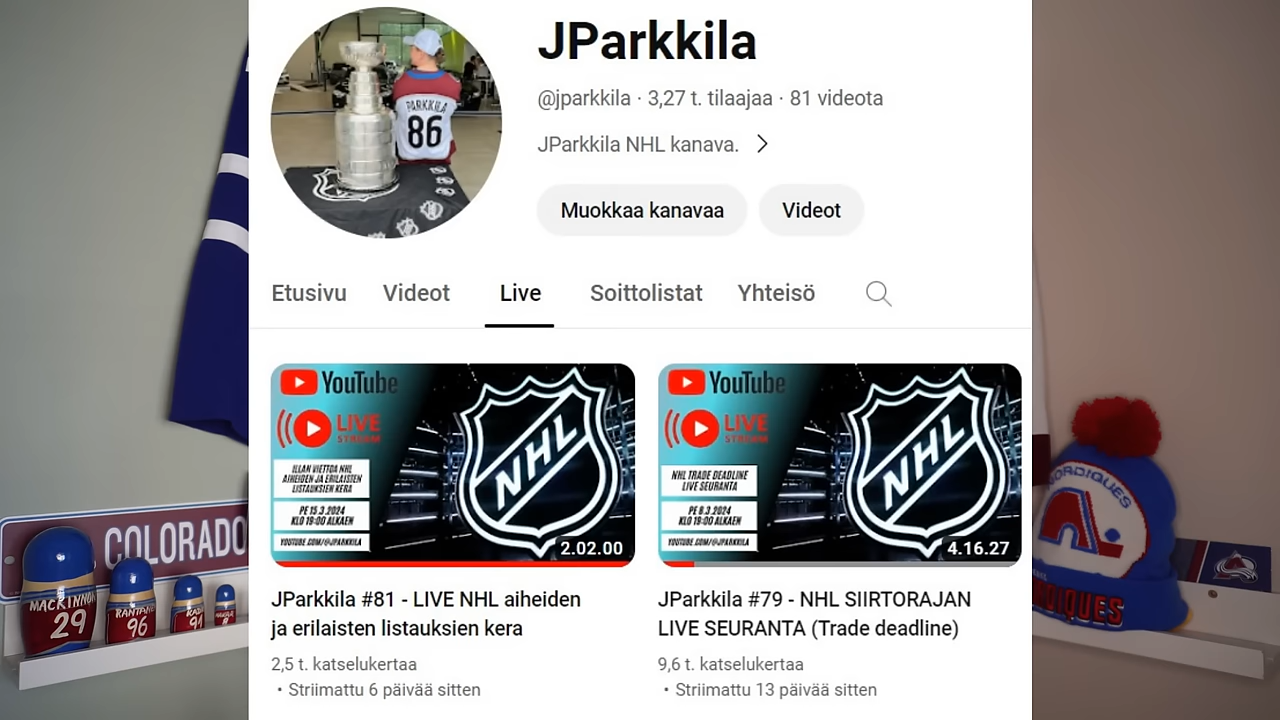 JParkkila
@jparkkila · 3,27 t. tilaajaa · 81 videota
JParkkila NHL kanava.
Muokkaa kanavaa
Videot
PARKKILA
86
Etusivu
Videot
Live
Soittolistat
Yhteisö
YouTube
LIVE
STREAM
ILLAN VIETTOA NHL
AIHEIDEN JA ERILAISTEN
LISTAUKSIEN KERA
PE 15.3.2024
KLO 19:00 ALKAEN
YOUTUBE.COM/@JPARKKILA
NHL
2.02.00
YouTube
LIVE
STREAM
NHL TRADE DEADLINE
LIVE SEURANTA
PE 8.3.2024
KLO 19:00 ALKAEN
YOUTUBE.COM/@JPARKKILA
NHL
4.16.27
JParkkila #81 - LIVE NHL aiheiden
ja erilaisten listauksien kera
2,5 t. katselukertaa
• Striimattu 6 päivää sitten
JParkkila #79 - NHL SIIRTORAJAN
LIVE SEURANTA (Trade deadline)
9,6 t. katselukertaa
• Striimattu 13 päivää sitten
COLORADO
MACKINNON
29
96
91
8
NORDIQUES